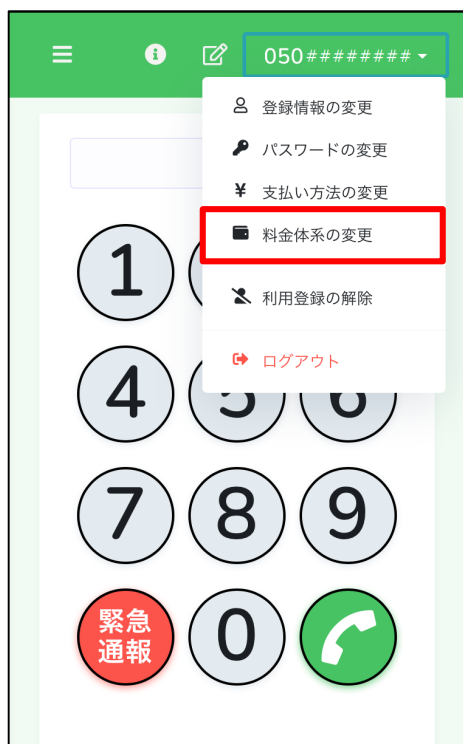 050########
登録情報の変更
パスワードの変更
支払い方法の変更
料金体系の変更
利用登録の解除
ログアウト
1
4
7 8 9
緊急
通報
0